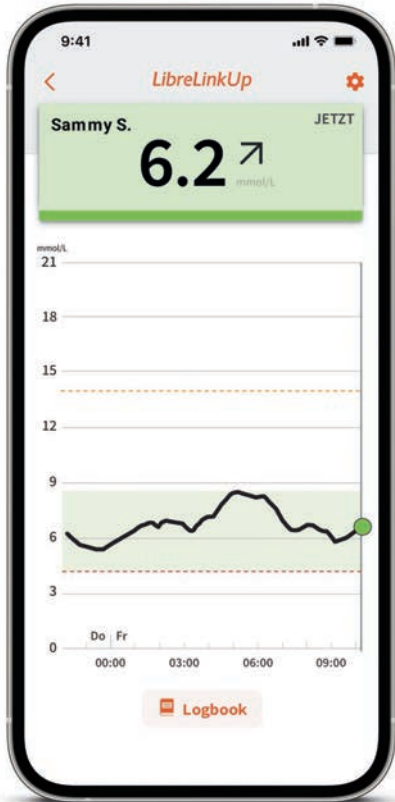 9:41
LibreLinkUp
Sammy S.
JETZT
6.2
mmol/L
mmol/L
21
18
15
12
9
6
3
0
Do Fr
00:00 03:00 06:00 09:00
Logbook